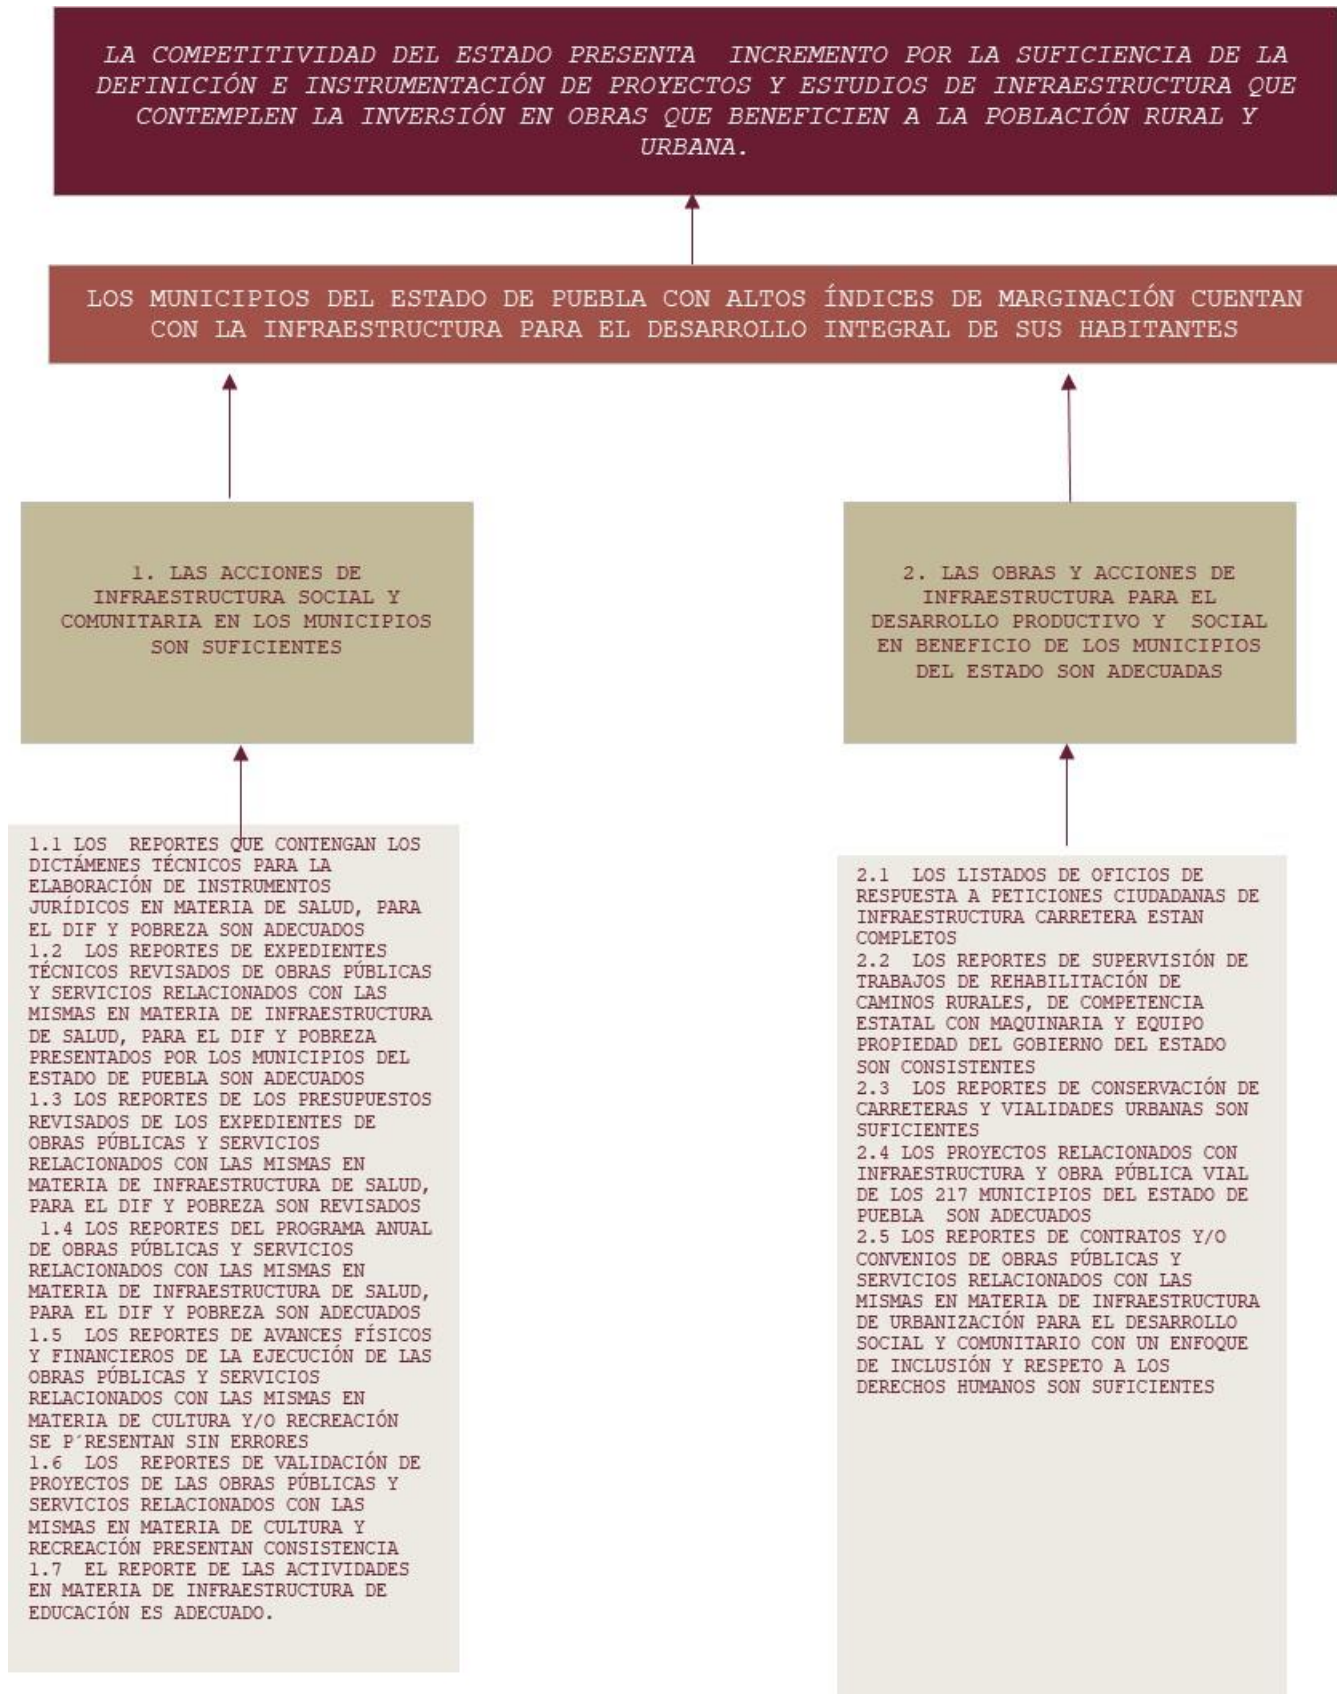 LA COMPETITIVIDAD DEL ESTADO PRESENTA  INCREMENTO POR LA SUFICIENCIA DE LA
DEFINICIÓN E INSTRUMENTACIÓN DE PROYECTOS Y ESTUDIOS DE INFRAESTRUCTURA QUE
CONTEMPLEN LA INVERSIÓN EN OBRAS QUE BENEFICIEN A LA POBLACIÓN RURAL Y
URBANA.
LOS MUNICIPIOS DEL ESTADO DE PUEBLA CON ALTOS ÍNDICES DE MARGINACIÓN CUENTAN
CON LA INFRAESTRUCTURA PARA EL DESARROLLO INTEGRAL DE SUS HABITANTES
1. LAS ACCIONES DE
INFRAESTRUCTURA SOCIAL Y
COMUNITARIA EN LOS MUNICIPIOS
SON SUFICIENTES
2. LAS OBRAS Y ACCIONES DE
INFRAESTRUCTURA PARA EL
DESARROLLO PRODUCTIVO Y  SOCIAL
EN BENEFICIO DE LOS MUNICIPIOS
DEL ESTADO SON ADECUADAS
1.1 LOS  REPORTES QUE CONTENGAN LOS
DICTÁMENES TÉCNICOS PARA LA
ELABORACIÓN DE INSTRUMENTOS
JURÍDICOS EN MATERIA DE SALUD, PARA
EL DIF Y POBREZA SON ADECUADOS
1.2  LOS REPORTES DE EXPEDIENTES
TÉCNICOS REVISADOS DE OBRAS PÚBLICAS
Y SERVICIOS RELACIONADOS CON LAS
MISMAS EN MATERIA DE INFRAESTRUCTURA
DE SALUD, PARA EL DIF Y POBREZA
PRESENTADOS POR LOS MUNICIPIOS DEL
ESTADO DE PUEBLA SON ADECUADOS
1.3 LOS REPORTES DE LOS PRESUPUESTOS
REVISADOS DE LOS EXPEDIENTES DE
OBRAS PÚBLICAS Y SERVICIOS
RELACIONADOS CON LAS MISMAS EN
MATERIA DE INFRAESTRUCTURA DE SALUD,
PARA EL DIF Y POBREZA SON REVISADOS
1.4 LOS REPORTES DEL PROGRAMA ANUAL
DE OBRAS PÚBLICAS Y SERVICIOS
RELACIONADOS CON LAS MISMAS EN
MATERIA DE INFRAESTRUCTURA DE SALUD,
PARA EL DIF Y POBREZA SON ADECUADOS
1.5  LOS REPORTES DE AVANCES FÍSICOS
Y FINANCIEROS DE LA EJECUCIÓN DE LAS
OBRAS PÚBLICAS Y SERVICIOS
RELACIONADOS CON LAS MISMAS EN
MATERIA DE CULTURA Y/O RECREACIÓN
SE P´RESENTAN SIN ERRORES
1.6  LOS  REPORTES DE VALIDACIÓN DE
PROYECTOS DE LAS OBRAS PÚBLICAS Y
SERVICIOS RELACIONADOS CON LAS
MISMAS EN MATERIA DE CULTURA Y
RECREACIÓN PRESENTAN CONSISTENCIA
1.7  EL REPORTE DE LAS ACTIVIDADES
EN MATERIA DE INFRAESTRUCTURA DE
EDUCACIÓN ES ADECUADO.
2.1  LOS LISTADOS DE OFICIOS DE
RESPUESTA A PETICIONES CIUDADANAS DE
INFRAESTRUCTURA CARRETERA ESTAN
COMPLETOS
2.2  LOS REPORTES DE SUPERVISIÓN DE
TRABAJOS DE REHABILITACIÓN DE
CAMINOS RURALES, DE COMPETENCIA
ESTATAL CON MAQUINARIA Y EQUIPO
PROPIEDAD DEL GOBIERNO DEL ESTADO
SON CONSISTENTES
2.3  LOS REPORTES DE CONSERVACIÓN DE
CARRETERAS Y VIALIDADES URBANAS SON
SUFICIENTES
2.4 LOS PROYECTOS RELACIONADOS CON
INFRAESTRUCTURA Y OBRA PÚBLICA VIAL
DE LOS 217 MUNICIPIOS DEL ESTADO DE
PUEBLA  SON ADECUADOS
2.5 LOS REPORTES DE CONTRATOS Y/O
CONVENIOS DE OBRAS PÚBLICAS Y
SERVICIOS RELACIONADOS CON LAS
MISMAS EN MATERIA DE INFRAESTRUCTURA
DE URBANIZACIÓN PARA EL DESARROLLO
SOCIAL Y COMUNITARIO CON UN ENFOQUE
DE INCLUSIÓN Y RESPETO A LOS
DERECHOS HUMANOS SON SUFICIENTES